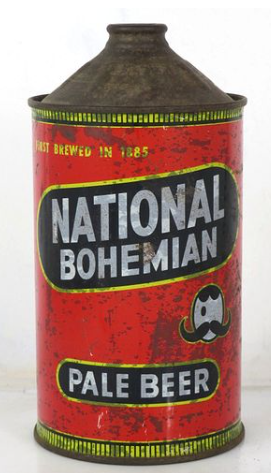 FIRST BREWED IN 1885
NATIONAL
BOHEMIAN
PALE BEER